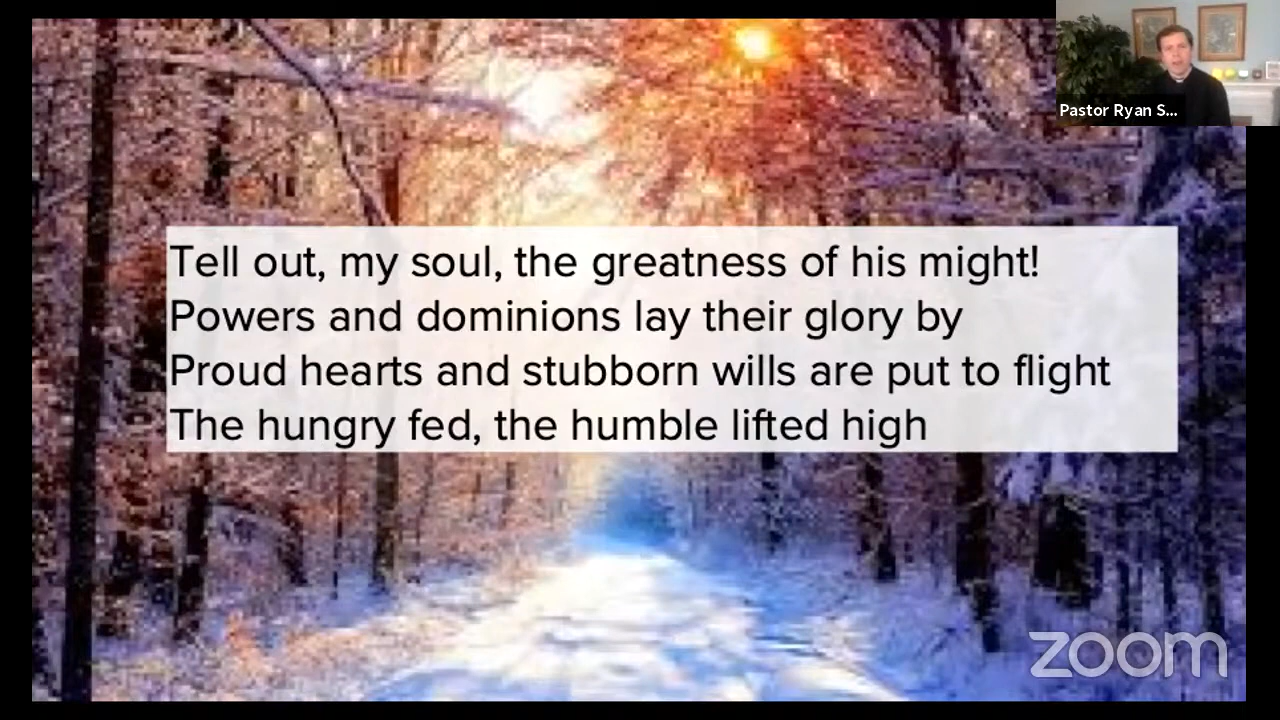 Pastor Ryan S...
Tell out, my soul, the greatness of his might!
Powers and dominions lay their glory by
Proud hearts and stubborn wills are put to flight
The hungry fed, the humble lifted high
zoom